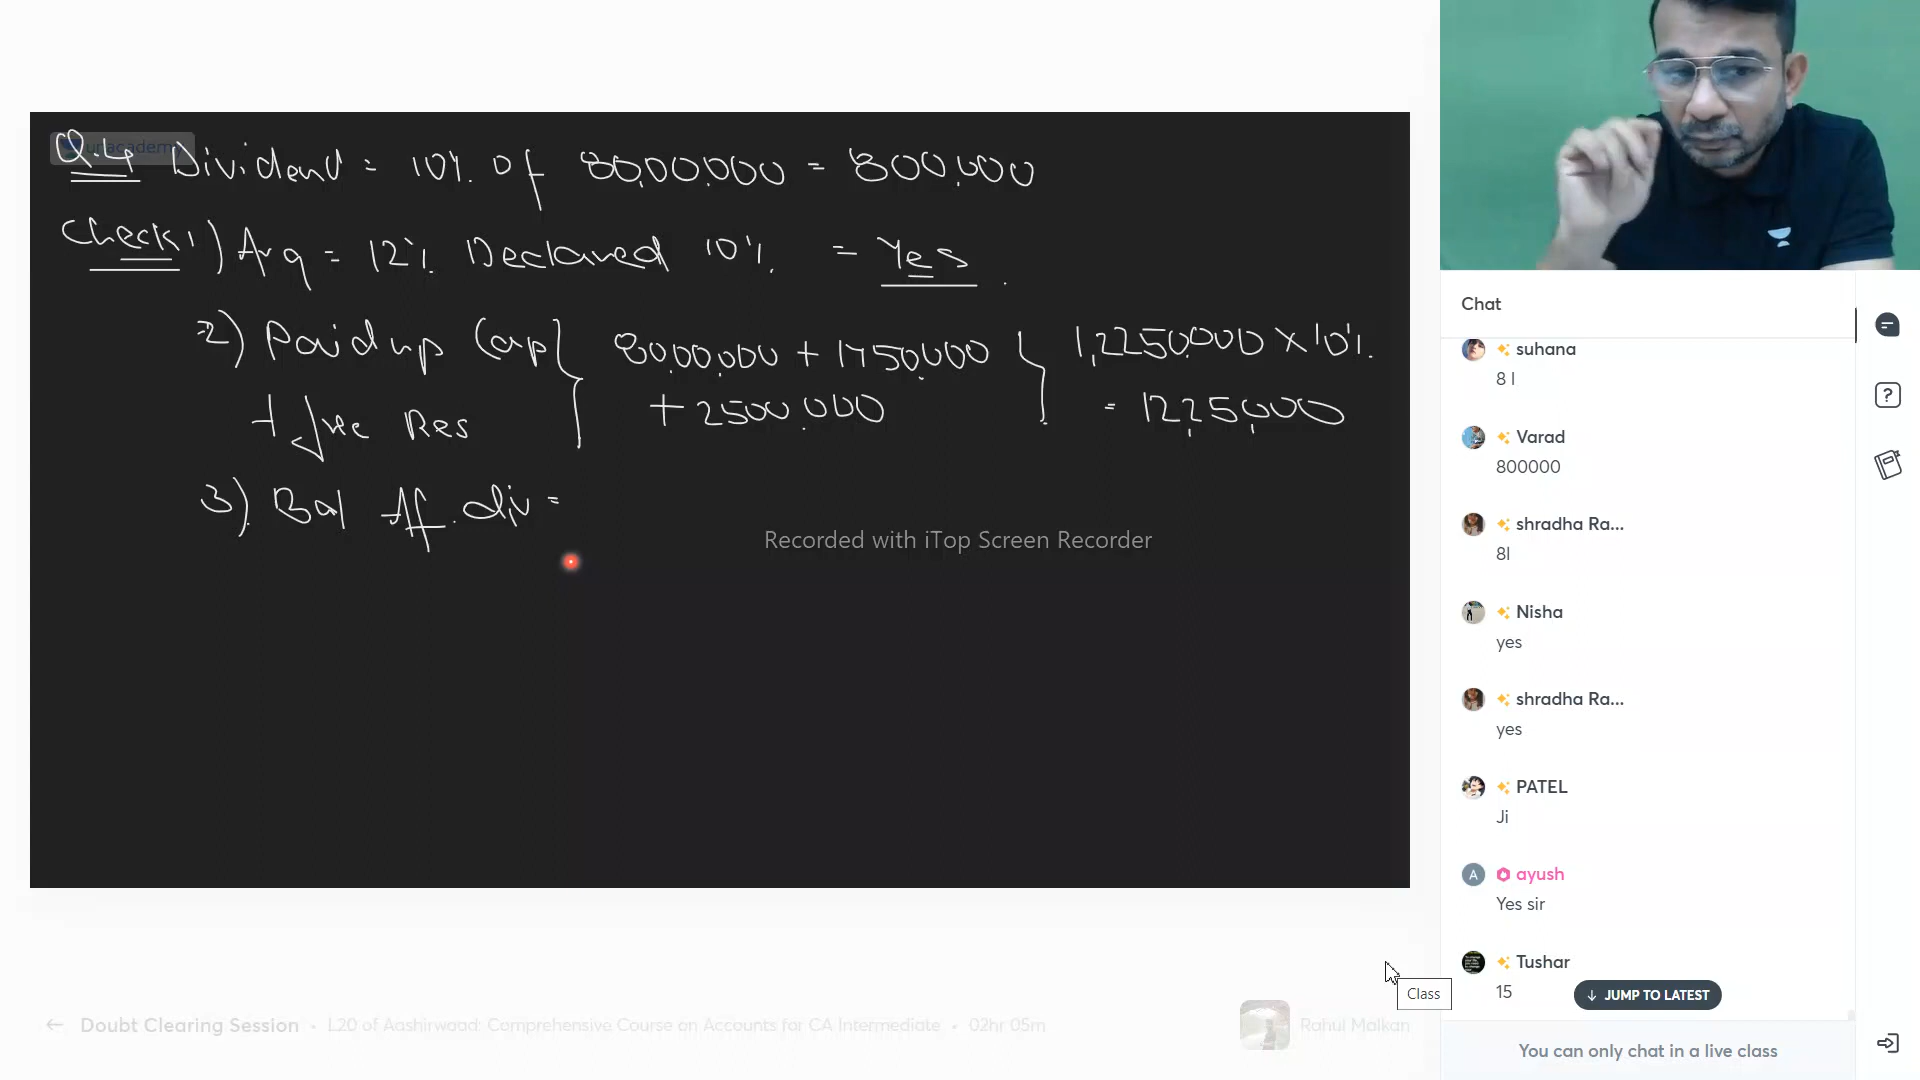 unacademy
Q.4 Dividend = 10% of 80,00,000 = 800,000
Check 1) Avg = 12% Declared 10% = Yes
2) Paidup Cap 80,00,000 + 1750,000 1,2250,000 x 10%
+ free Res + 2500,000 = 12,25,000
3) Bal Af. div =
Recorded with iTop Screen Recorder
Class
← Doubt Clearing Session • L20 of Aashirwaad: Comprehensive Course on Accounts for CA Intermediate • 02hr 05m
Rahul Malkan
Chat
suhana
8 l
Varad
800000
shradha Ra...
8l
Nisha
yes
shradha Ra...
yes
PATEL
Ji
A ayush
Yes sir
Tushar
15
↓ JUMP TO LATEST
You can only chat in a live class